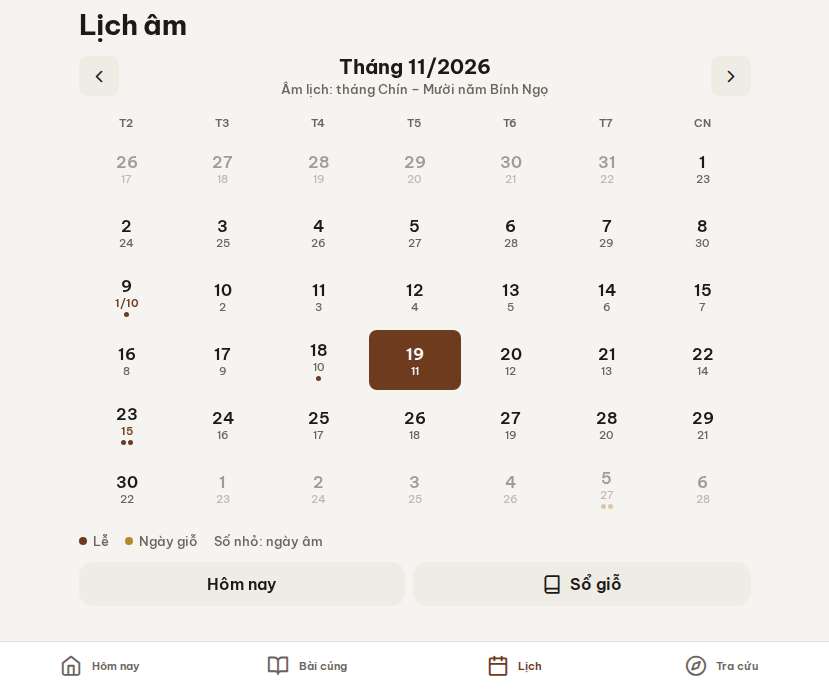 Lịch âm
Tháng 11/2026
Âm lịch: tháng Chín – Mười năm Bính Ngọ
T2 T3 T4 T5 T6 T7 CN
26 27 28 29 30 31 1
17 18 19 20 21 22 23
2 3 4 5 6 7 8
24 25 26 27 28 29 30
9 10 11 12 13 14 15
1/10 2 3 4 5 6 7
16 17 18 19 20 21 22
8 9 10 11 12 13 14
23 24 25 26 27 28 29
15 16 17 18 19 20 21
30 1 2 3 4 5 6
22 23 24 25 26 27 28
Lễ Ngày giỗ Số nhỏ: ngày âm
Hôm nay Sổ giỗ
Hôm nay Bài cúng Lịch Tra cứu